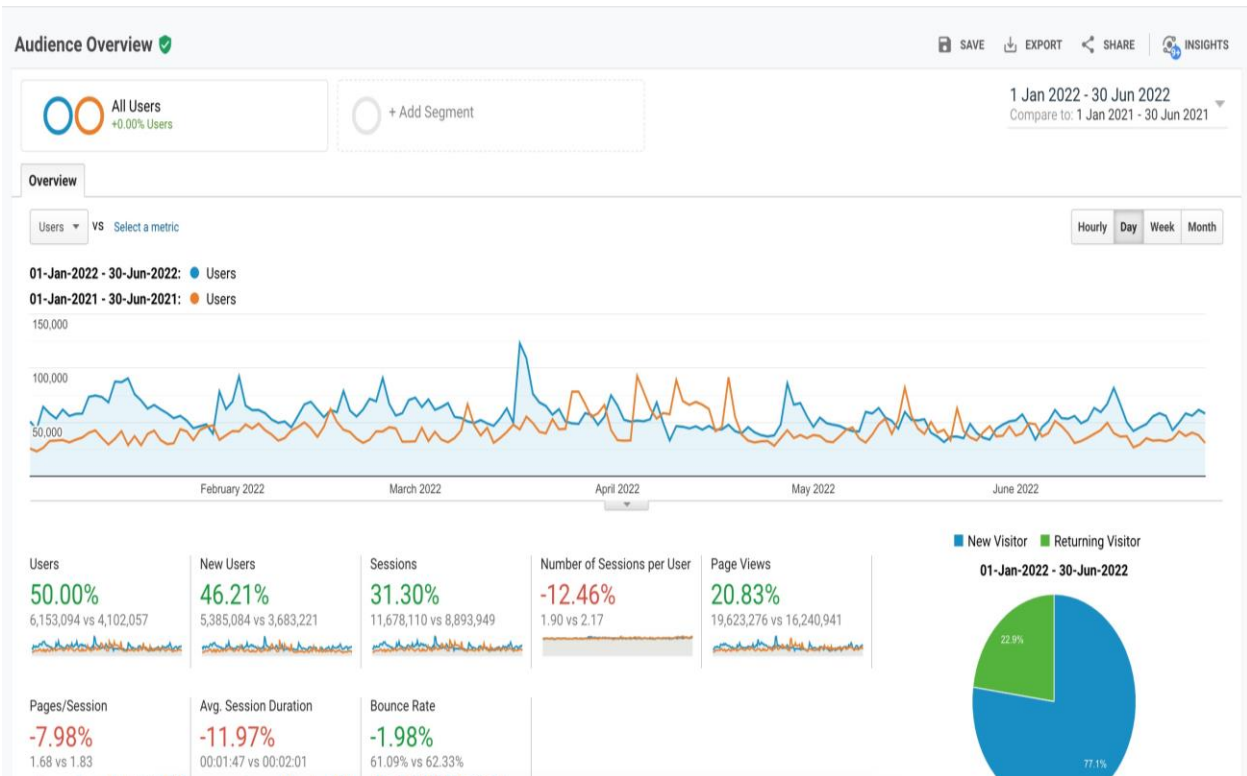 Audience Overview
SAVE EXPORT SHARE INSIGHTS
9+
All Users
+0.00% Users
+ Add Segment
1 Jan 2022 - 30 Jun 2022
Compare to: 1 Jan 2021 - 30 Jun 2021
Overview
Users VS Select a metric
Hourly Day Week Month
01-Jan-2022 - 30-Jun-2022: Users
01-Jan-2021 - 30-Jun-2021: Users
150,000
100,000
50,000
February 2022 March 2022 April 2022 May 2022 June 2022
New Visitor Returning Visitor
01-Jan-2022 - 30-Jun-2022
Users
50.00%
6,153,094 vs 4,102,057
New Users
46.21%
5,385,084 vs 3,683,221
Sessions
31.30%
11,678,110 vs 8,893,949
Number of Sessions per User
-12.46%
1.90 vs 2.17
Page Views
20.83%
19,623,276 vs 16,240,941
22.9%
77.1%
Pages/Session
-7.98%
1.68 vs 1.83
Avg. Session Duration
-11.97%
00:01:47 vs 00:02:01
Bounce Rate
-1.98%
61.09% vs 62.33%